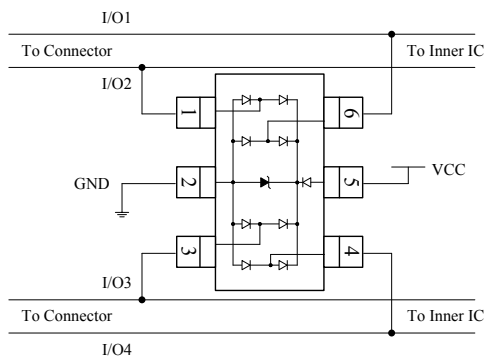 I/O1
To Connector
To Inner IC
I/O2
1
6
GND
2
5
VCC
3
4
I/O3
To Connector
To Inner IC
I/O4